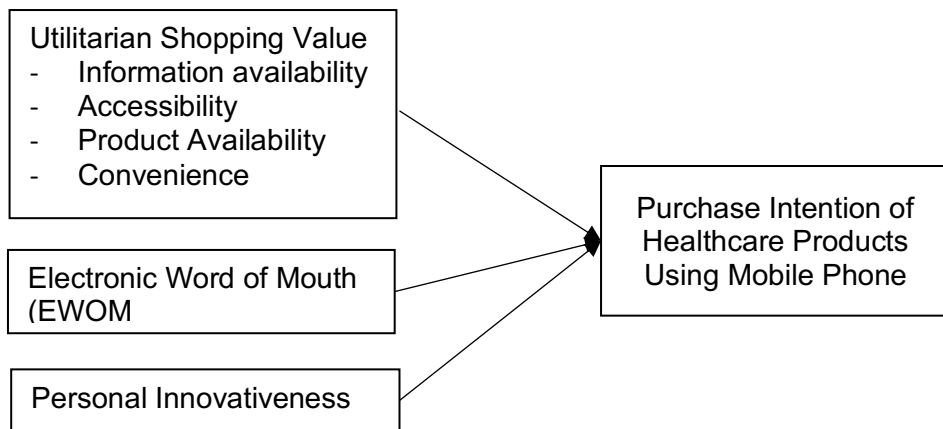 Utilitarian Shopping Value
- Information availability
- Accessibility
- Product Availability
- Convenience
Electronic Word of Mouth
(EWOM
Personal Innovativeness
Purchase Intention of
Healthcare Products
Using Mobile Phone